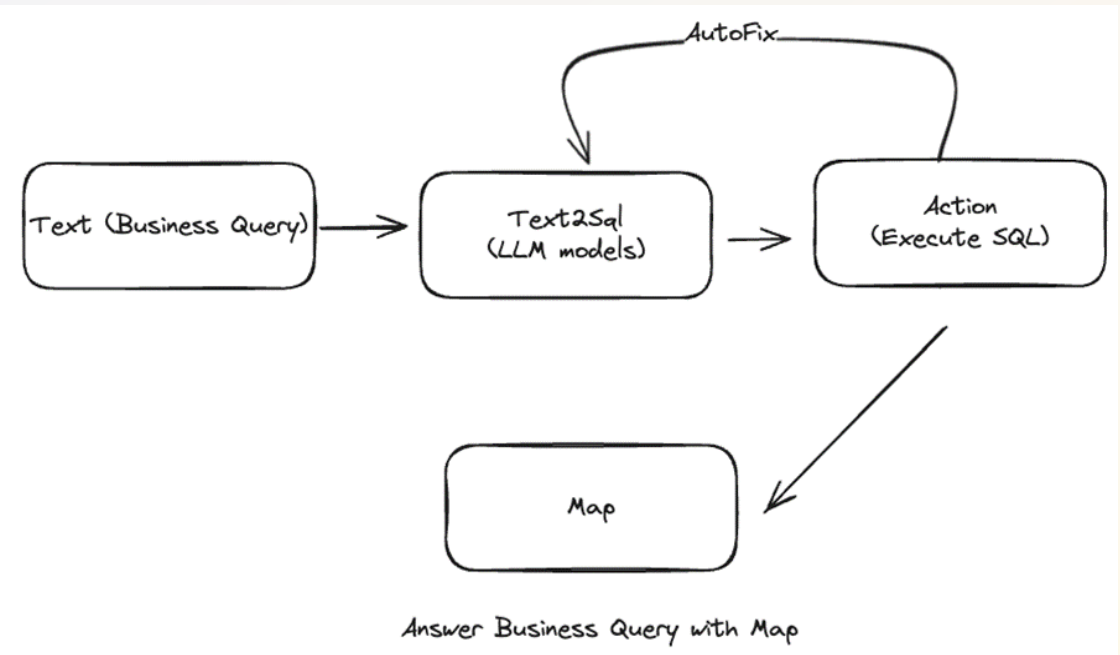 AutoFix
Text (Business Query)
Text2Sql
(LLM models)
Action
(Execute SQL)
Map
Answer Business Query with Map